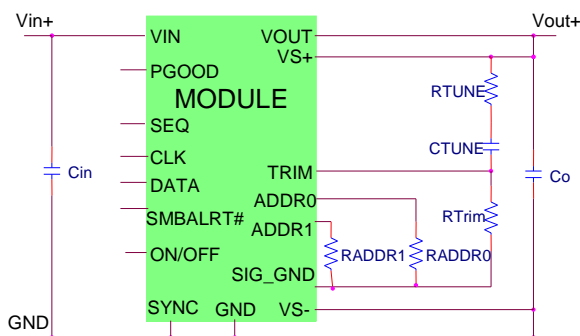 Vin+
Vout+
VIN
VOUT
VS+
PGOOD
RTUNE
MODULE
SEQ
CTUNE
CLK
TRIM
Cin
Co
DATA
ADDR0
SMBALRT#
RTrim
ADDR1
ON/OFF
RADDR1
RADDR0
SIG_GND
SYNC
GND
VS-
GND